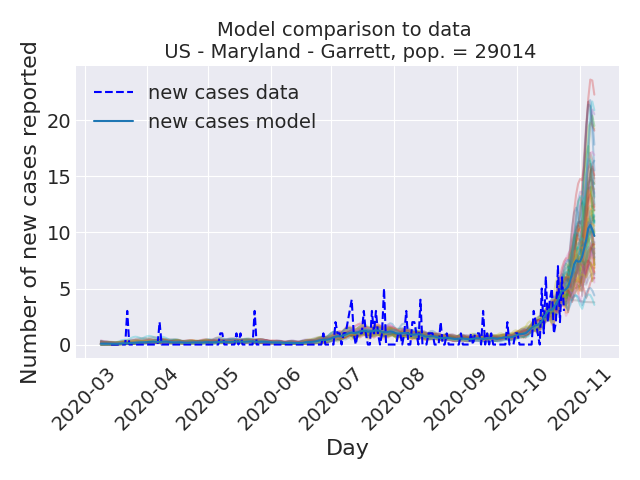 Model comparison to data
US - Maryland - Garrett, pop. = 29014
Number of new cases reported
new cases data
new cases model
20
15
10
5
0
2020-03
2020-04
2020-05
2020-06
2020-07
2020-08
2020-09
2020-10
2020-11
Day